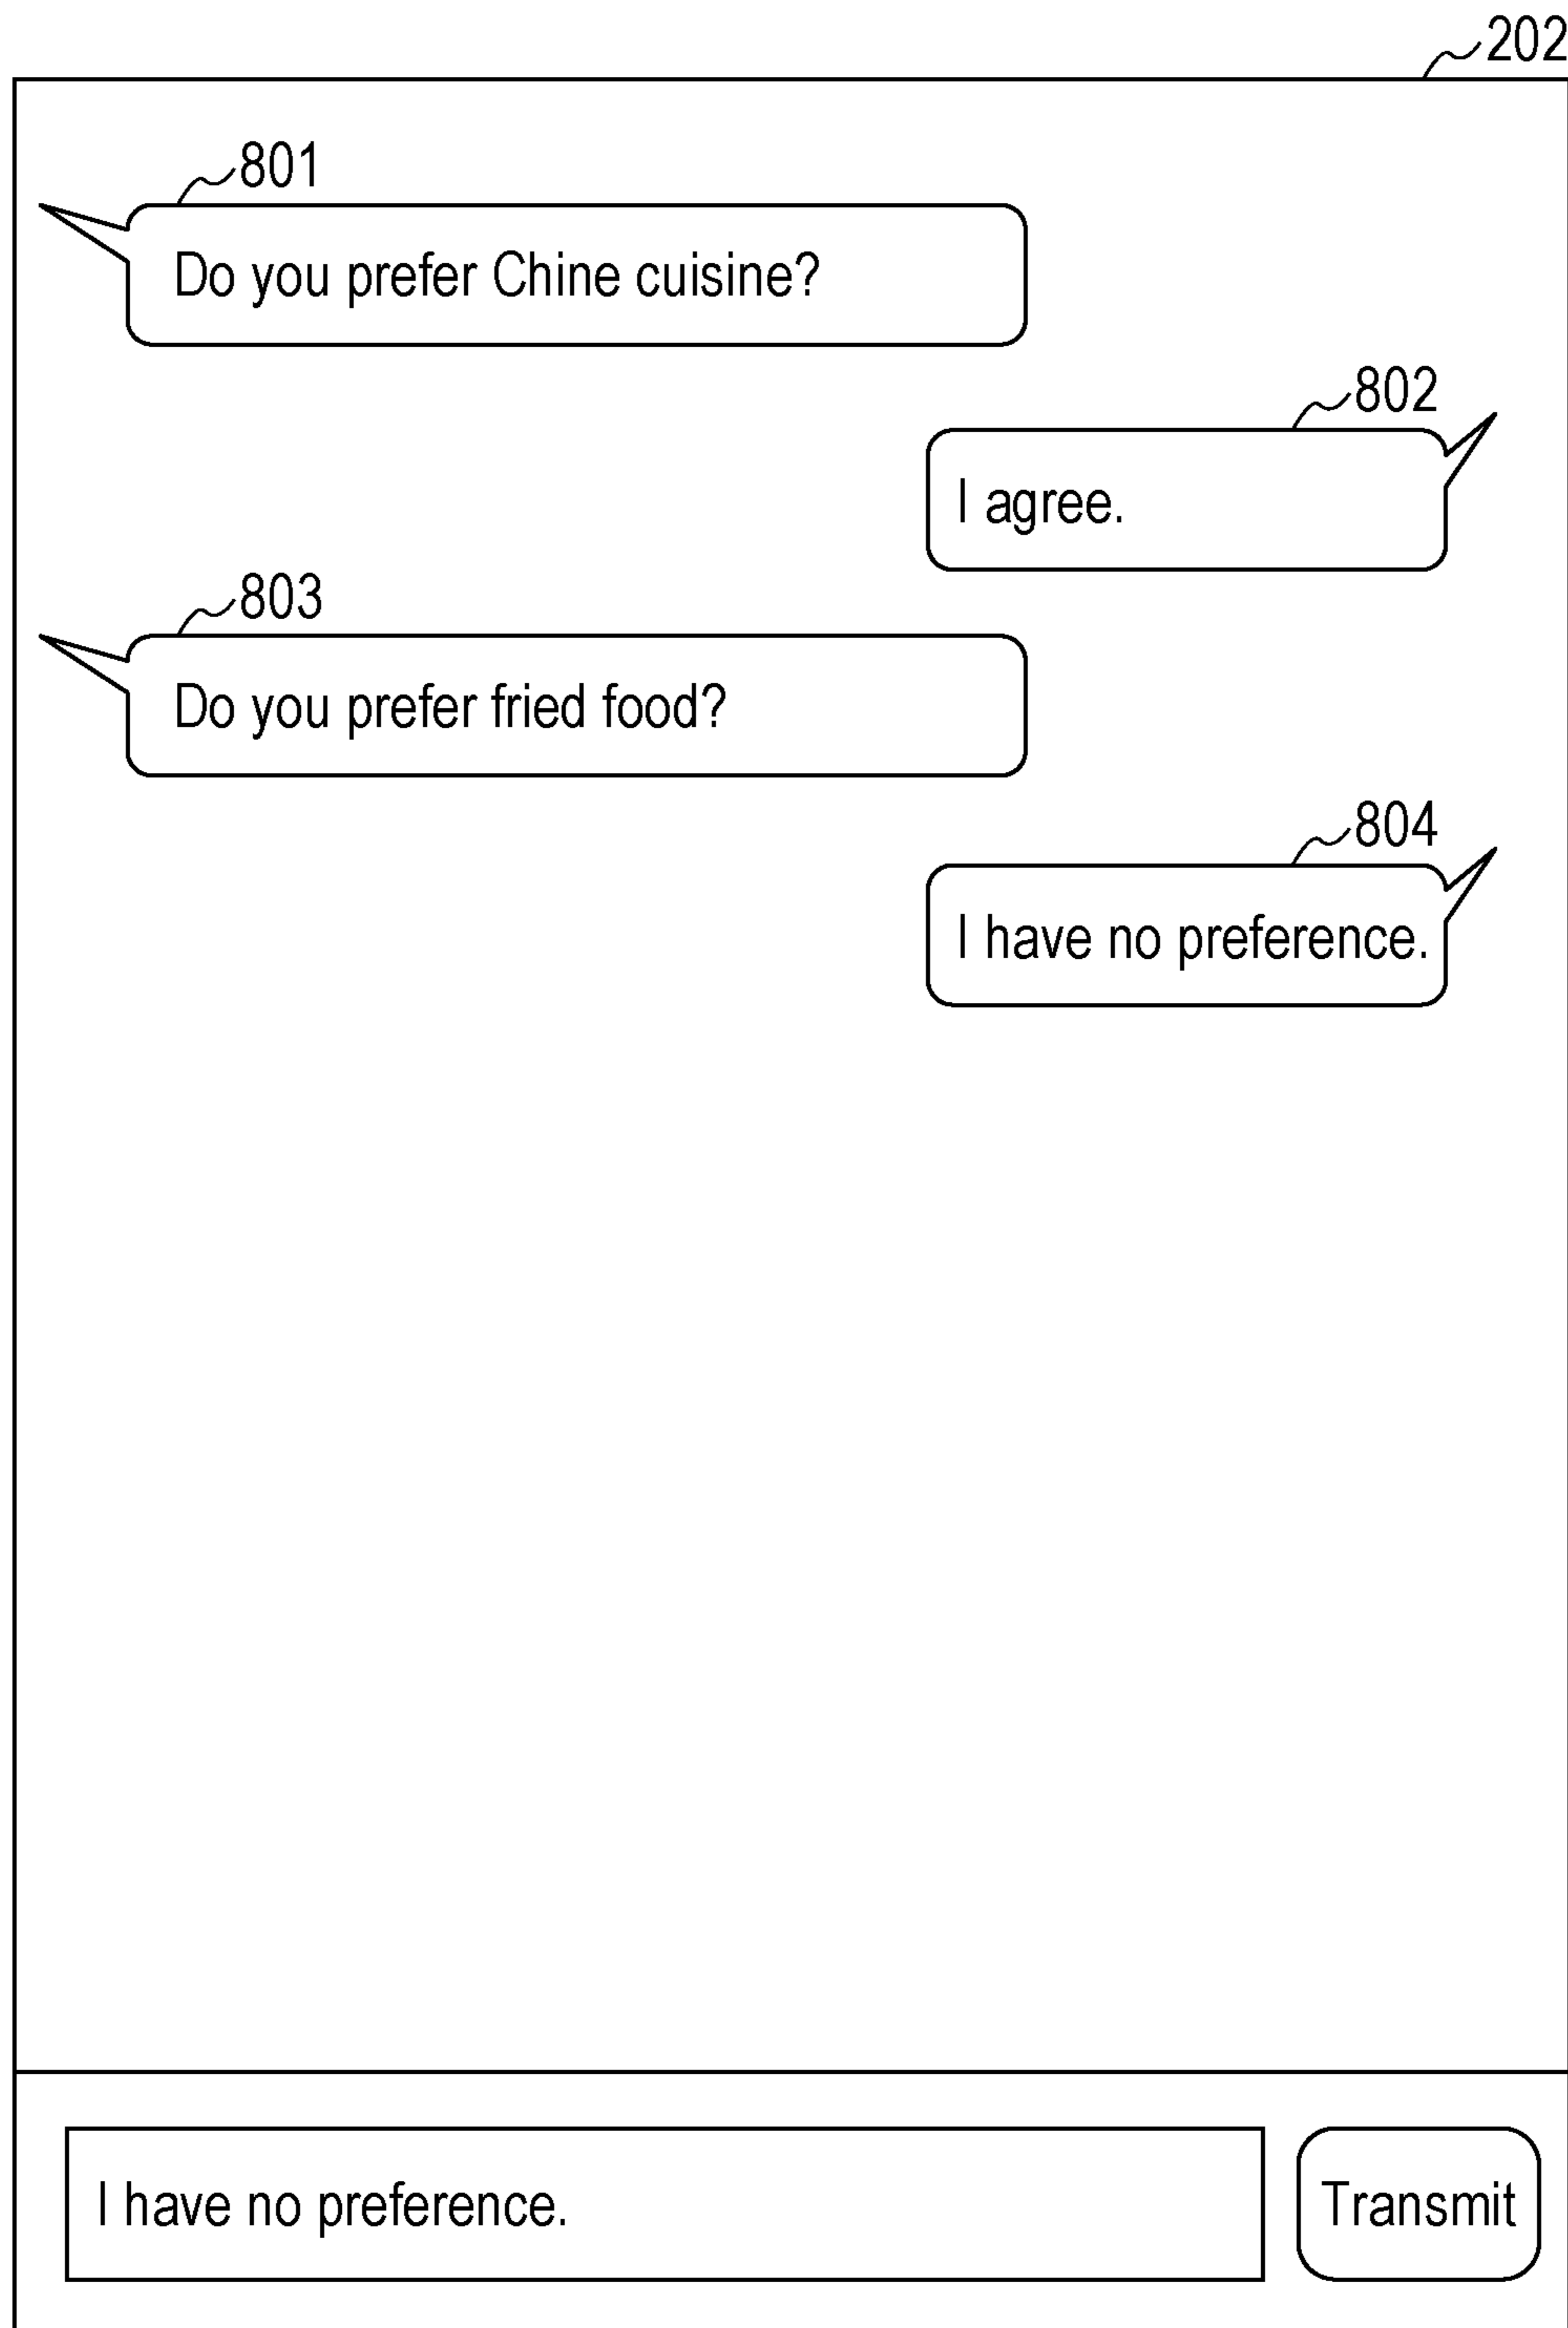 202
801
Do you prefer Chine cuisine?
802
I agree.
803
Do you prefer fried food?
804
I have no preference.
I have no preference.
Transmit